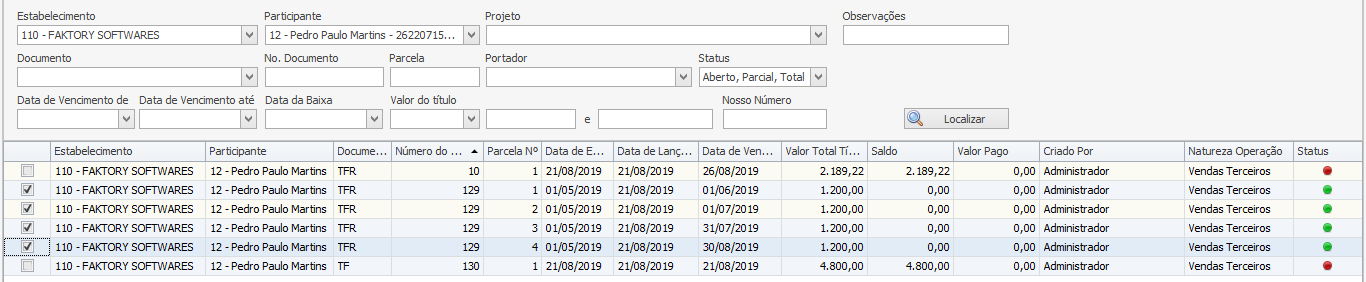 Estabelecimento Participante Projeto Observações
110 - FAKTORY SOFTWARES 12 - Pedro Paulo Martins - 26220715...
Documento No. Documento Parcela Portador Status
Aberto, Parcial, Total
Data de Vencimento de Data de Vencimento até Data da Baixa Valor do título Nosso Número
e Localizar
Estabelecimento Participante Docume... Número do ... Parcela Nº Data de E... Data de Lanç... Data de Ven... Valor Total Tí... Saldo Valor Pago Criado Por Natureza Operação Status
110 - FAKTORY SOFTWARES 12 - Pedro Paulo Martins TFR 10 1 21/08/2019 21/08/2019 26/08/2019 2.189,22 2.189,22 0,00 Administrador Vendas Terceiros
110 - FAKTORY SOFTWARES 12 - Pedro Paulo Martins TFR 129 1 01/05/2019 21/08/2019 01/06/2019 1.200,00 0,00 0,00 Administrador Vendas Terceiros
110 - FAKTORY SOFTWARES 12 - Pedro Paulo Martins TFR 129 2 01/05/2019 21/08/2019 01/07/2019 1.200,00 0,00 0,00 Administrador Vendas Terceiros
110 - FAKTORY SOFTWARES 12 - Pedro Paulo Martins TFR 129 3 01/05/2019 21/08/2019 31/07/2019 1.200,00 0,00 0,00 Administrador Vendas Terceiros
110 - FAKTORY SOFTWARES 12 - Pedro Paulo Martins TFR 129 4 01/05/2019 21/08/2019 30/08/2019 1.200,00 0,00 0,00 Administrador Vendas Terceiros
110 - FAKTORY SOFTWARES 12 - Pedro Paulo Martins TF 130 1 21/08/2019 21/08/2019 21/08/2019 4.800,00 4.800,00 0,00 Administrador Vendas Terceiros